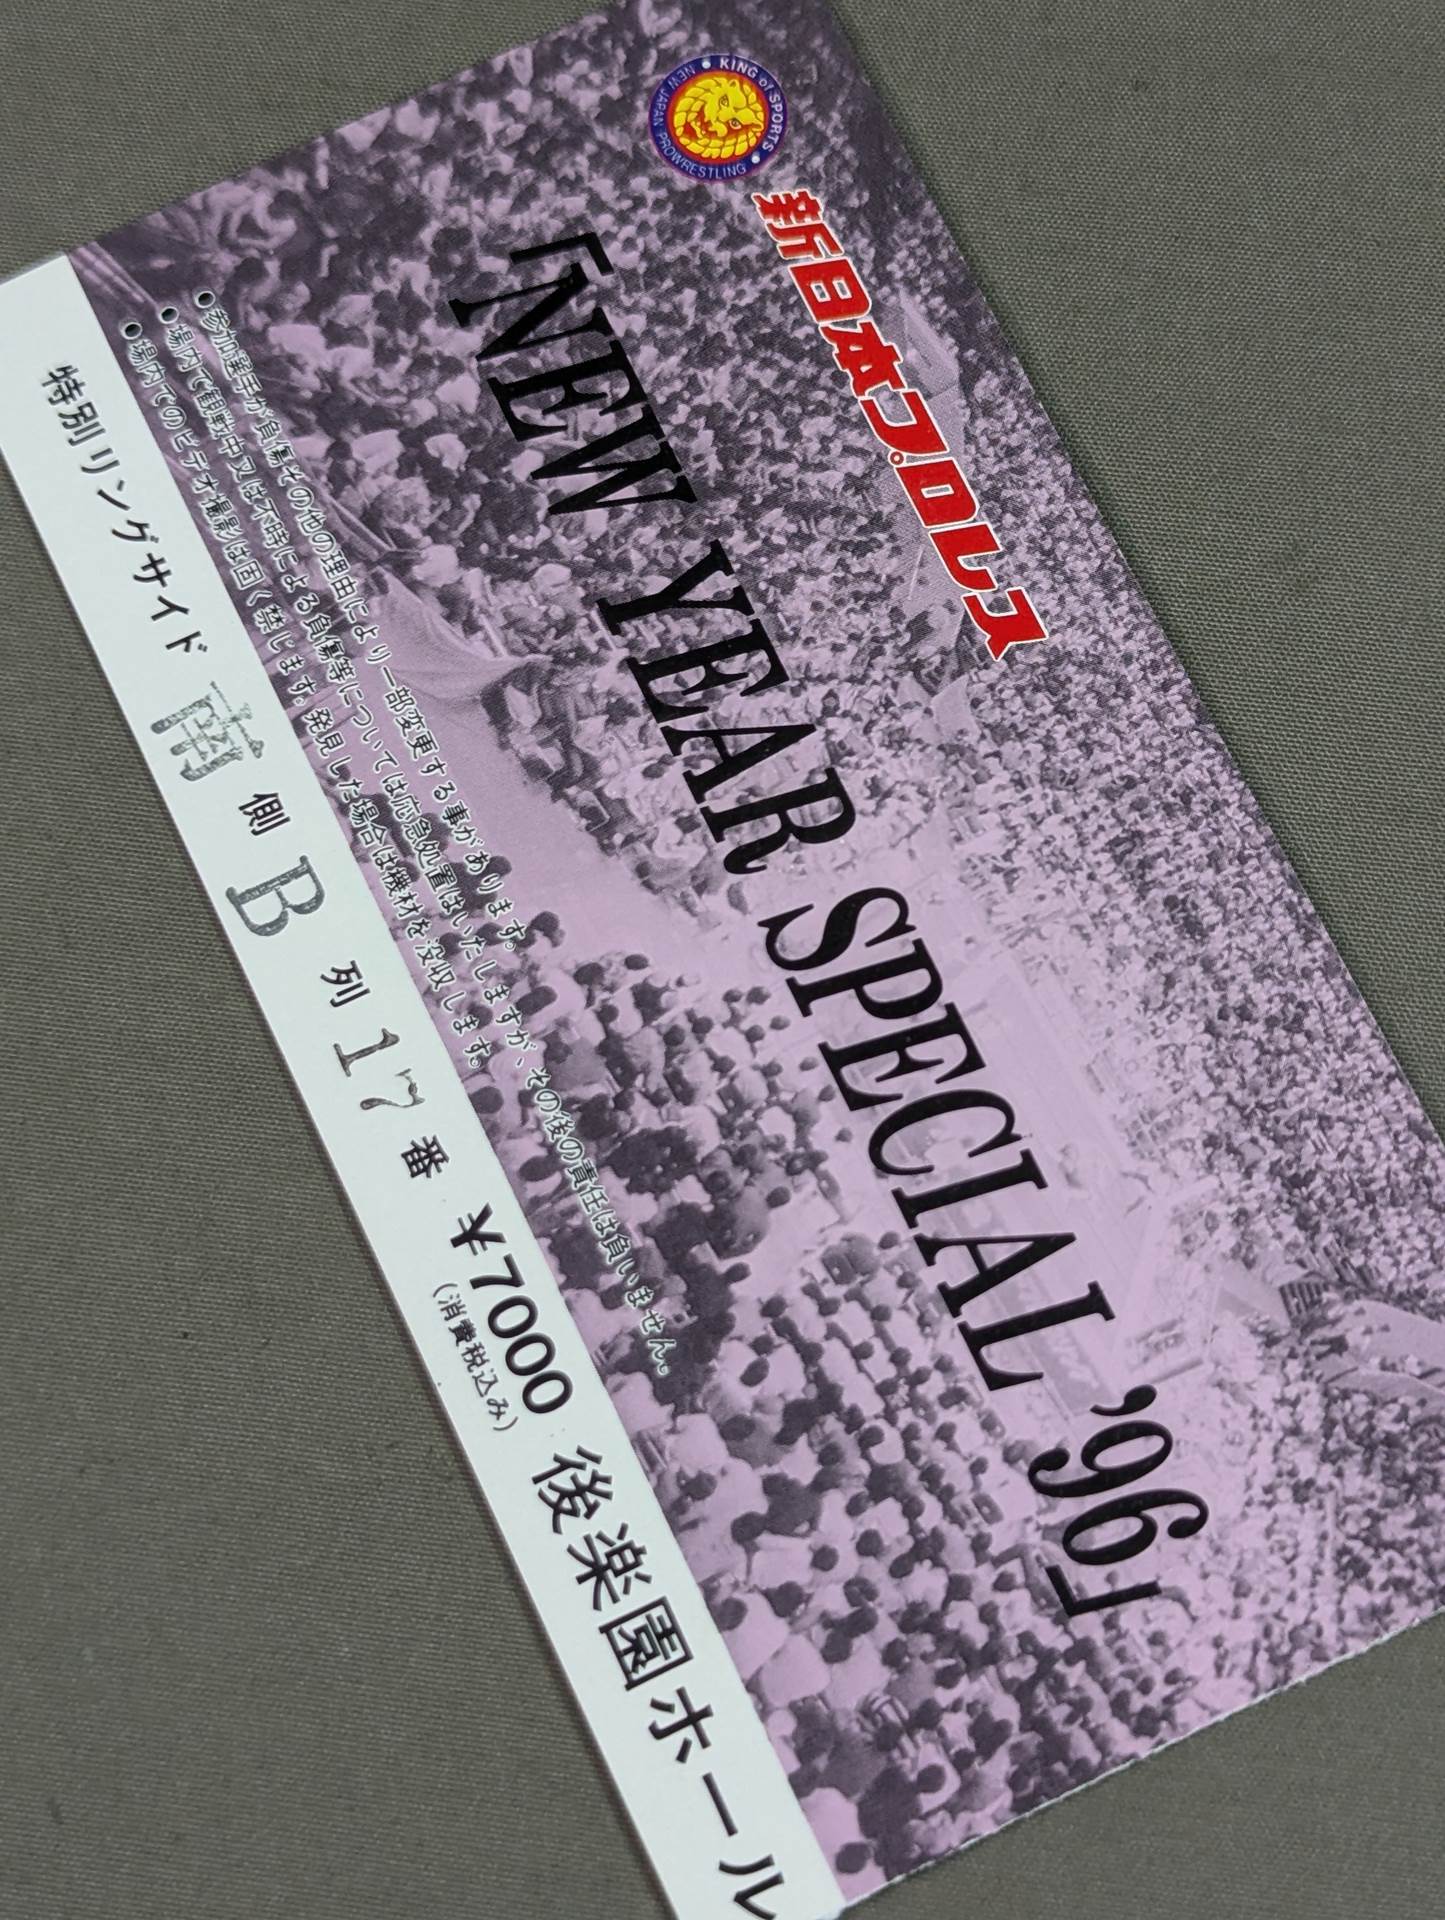 KING of SPORTS • NEW JAPAN PROWRESTLING •
新日本プロレス
「NEW YEAR SPECIAL '96」
●参加選手が負傷その他の理由により一部変更する事があります。
●場内で観戦中又は不時による負傷等については応急処置はいたしますが、その後の責任は負いません。
●場内でのビデオ撮影は固く禁じます。発見した場合は機材を没収します。
特別リングサイド 南 側 B 列 17 番 ¥7000 後楽園ホール
(消費税込み)